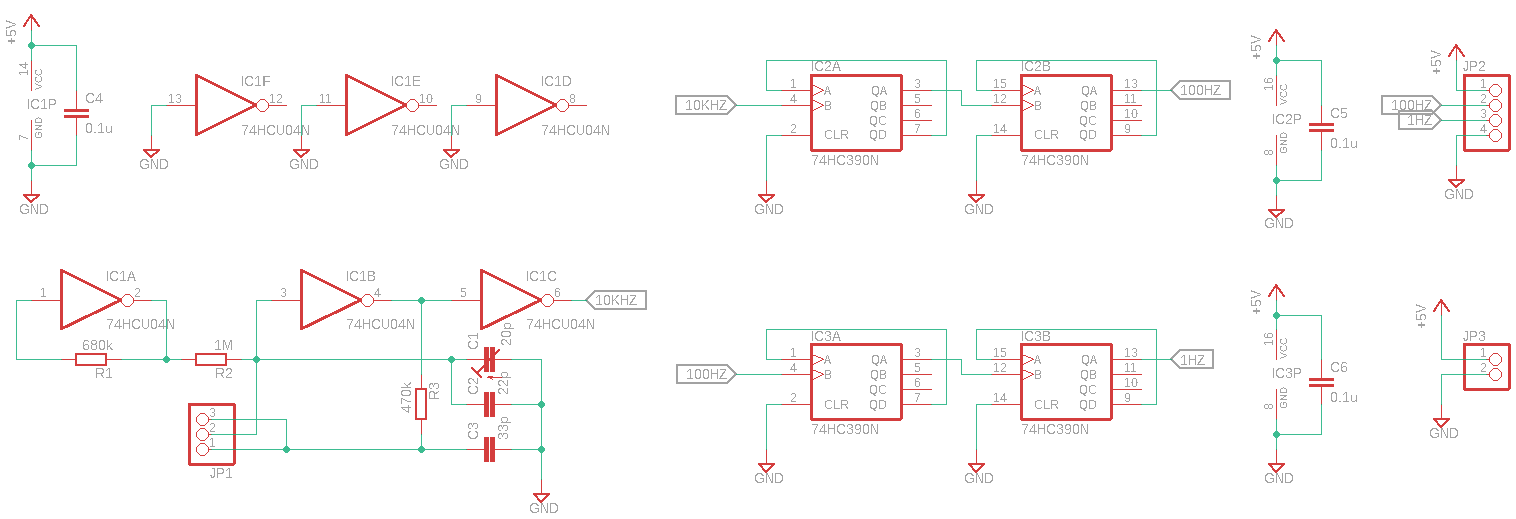 +5V
14
VCC
IC1P
GND
7
C4
0.1u
GND
IC1F
13
12
74HCU04N
GND
IC1E
11
10
74HCU04N
GND
IC1D
9
8
74HCU04N
GND
10KHZ
IC2A
1
A
QA
3
4
B
QB
5
QC
6
2
CLR
QD
7
74HC390N
GND
IC2B
15
A
QA
13
12
B
QB
11
QC
10
14
CLR
QD
9
74HC390N
GND
100HZ
+5V
16
VCC
IC2P
GND
8
C5
0.1u
GND
+5V
JP2
1
100HZ
2
1HZ
3
4
GND
IC1A
1
2
74HCU04N
680k
R1
1M
R2
IC1B
3
4
74HCU04N
IC1C
5
6
74HCU04N
10KHZ
C1
20p
C2
22p
470k
R3
C3
33p
3
2
1
JP1
GND
100HZ
IC3A
1
A
QA
3
4
B
QB
5
QC
6
2
CLR
QD
7
74HC390N
GND
IC3B
15
A
QA
13
12
B
QB
11
QC
10
14
CLR
QD
9
74HC390N
GND
1HZ
+5V
16
VCC
IC3P
GND
8
C6
0.1u
GND
+5V
JP3
1
2
GND